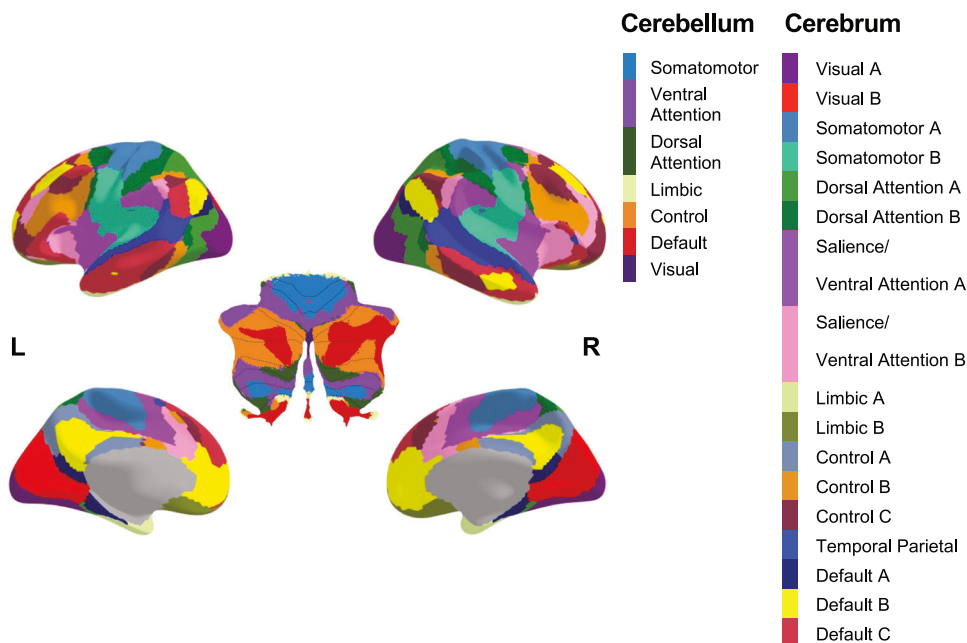 Cerebellum
Somatomotor
Ventral
Attention
Dorsal
Attention
Limbic
Control
Default
Visual
Cerebrum
Visual A
Visual B
Somatomotor A
Somatomotor B
Dorsal Attention A
Dorsal Attention B
Salience/
Ventral Attention A
Salience/
Ventral Attention B
Limbic A
Limbic B
Control A
Control B
Control C
Temporal Parietal
Default A
Default B
Default C
L
R